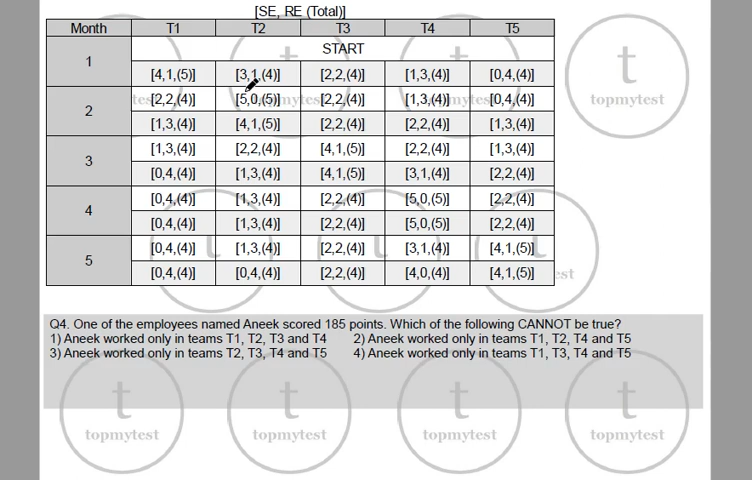 [SE, RE (Total)]
Month T1 T2 T3 T4 T5
1 START
[4,1,(5)] [3,1,(4)] [2,2,(4)] [1,3,(4)] [0,4,(4)]
2 [2,2,(4)] [5,0,(5)] [2,2,(4)] [1,3,(4)] [0,4,(4)]
[1,3,(4)] [4,1,(5)] [2,2,(4)] [2,2,(4)] [1,3,(4)]
3 [1,3,(4)] [2,2,(4)] [4,1,(5)] [2,2,(4)] [1,3,(4)]
[0,4,(4)] [1,3,(4)] [4,1,(5)] [3,1,(4)] [2,2,(4)]
4 [0,4,(4)] [1,3,(4)] [2,2,(4)] [5,0,(5)] [2,2,(4)]
[0,4,(4)] [1,3,(4)] [2,2,(4)] [5,0,(5)] [2,2,(4)]
5 [0,4,(4)] [1,3,(4)] [2,2,(4)] [3,1,(4)] [4,1,(5)]
[0,4,(4)] [0,4,(4)] [2,2,(4)] [4,0,(4)] [4,1,(5)]
Q4. One of the employees named Aneek scored 185 points. Which of the following CANNOT be true?
1) Aneek worked only in teams T1, T2, T3 and T4 2) Aneek worked only in teams T1, T2, T4 and T5
3) Aneek worked only in teams T2, T3, T4 and T5 4) Aneek worked only in teams T1, T3, T4 and T5
t topmytest
t topmytest
t topmytest
t topmytest
t topmytest